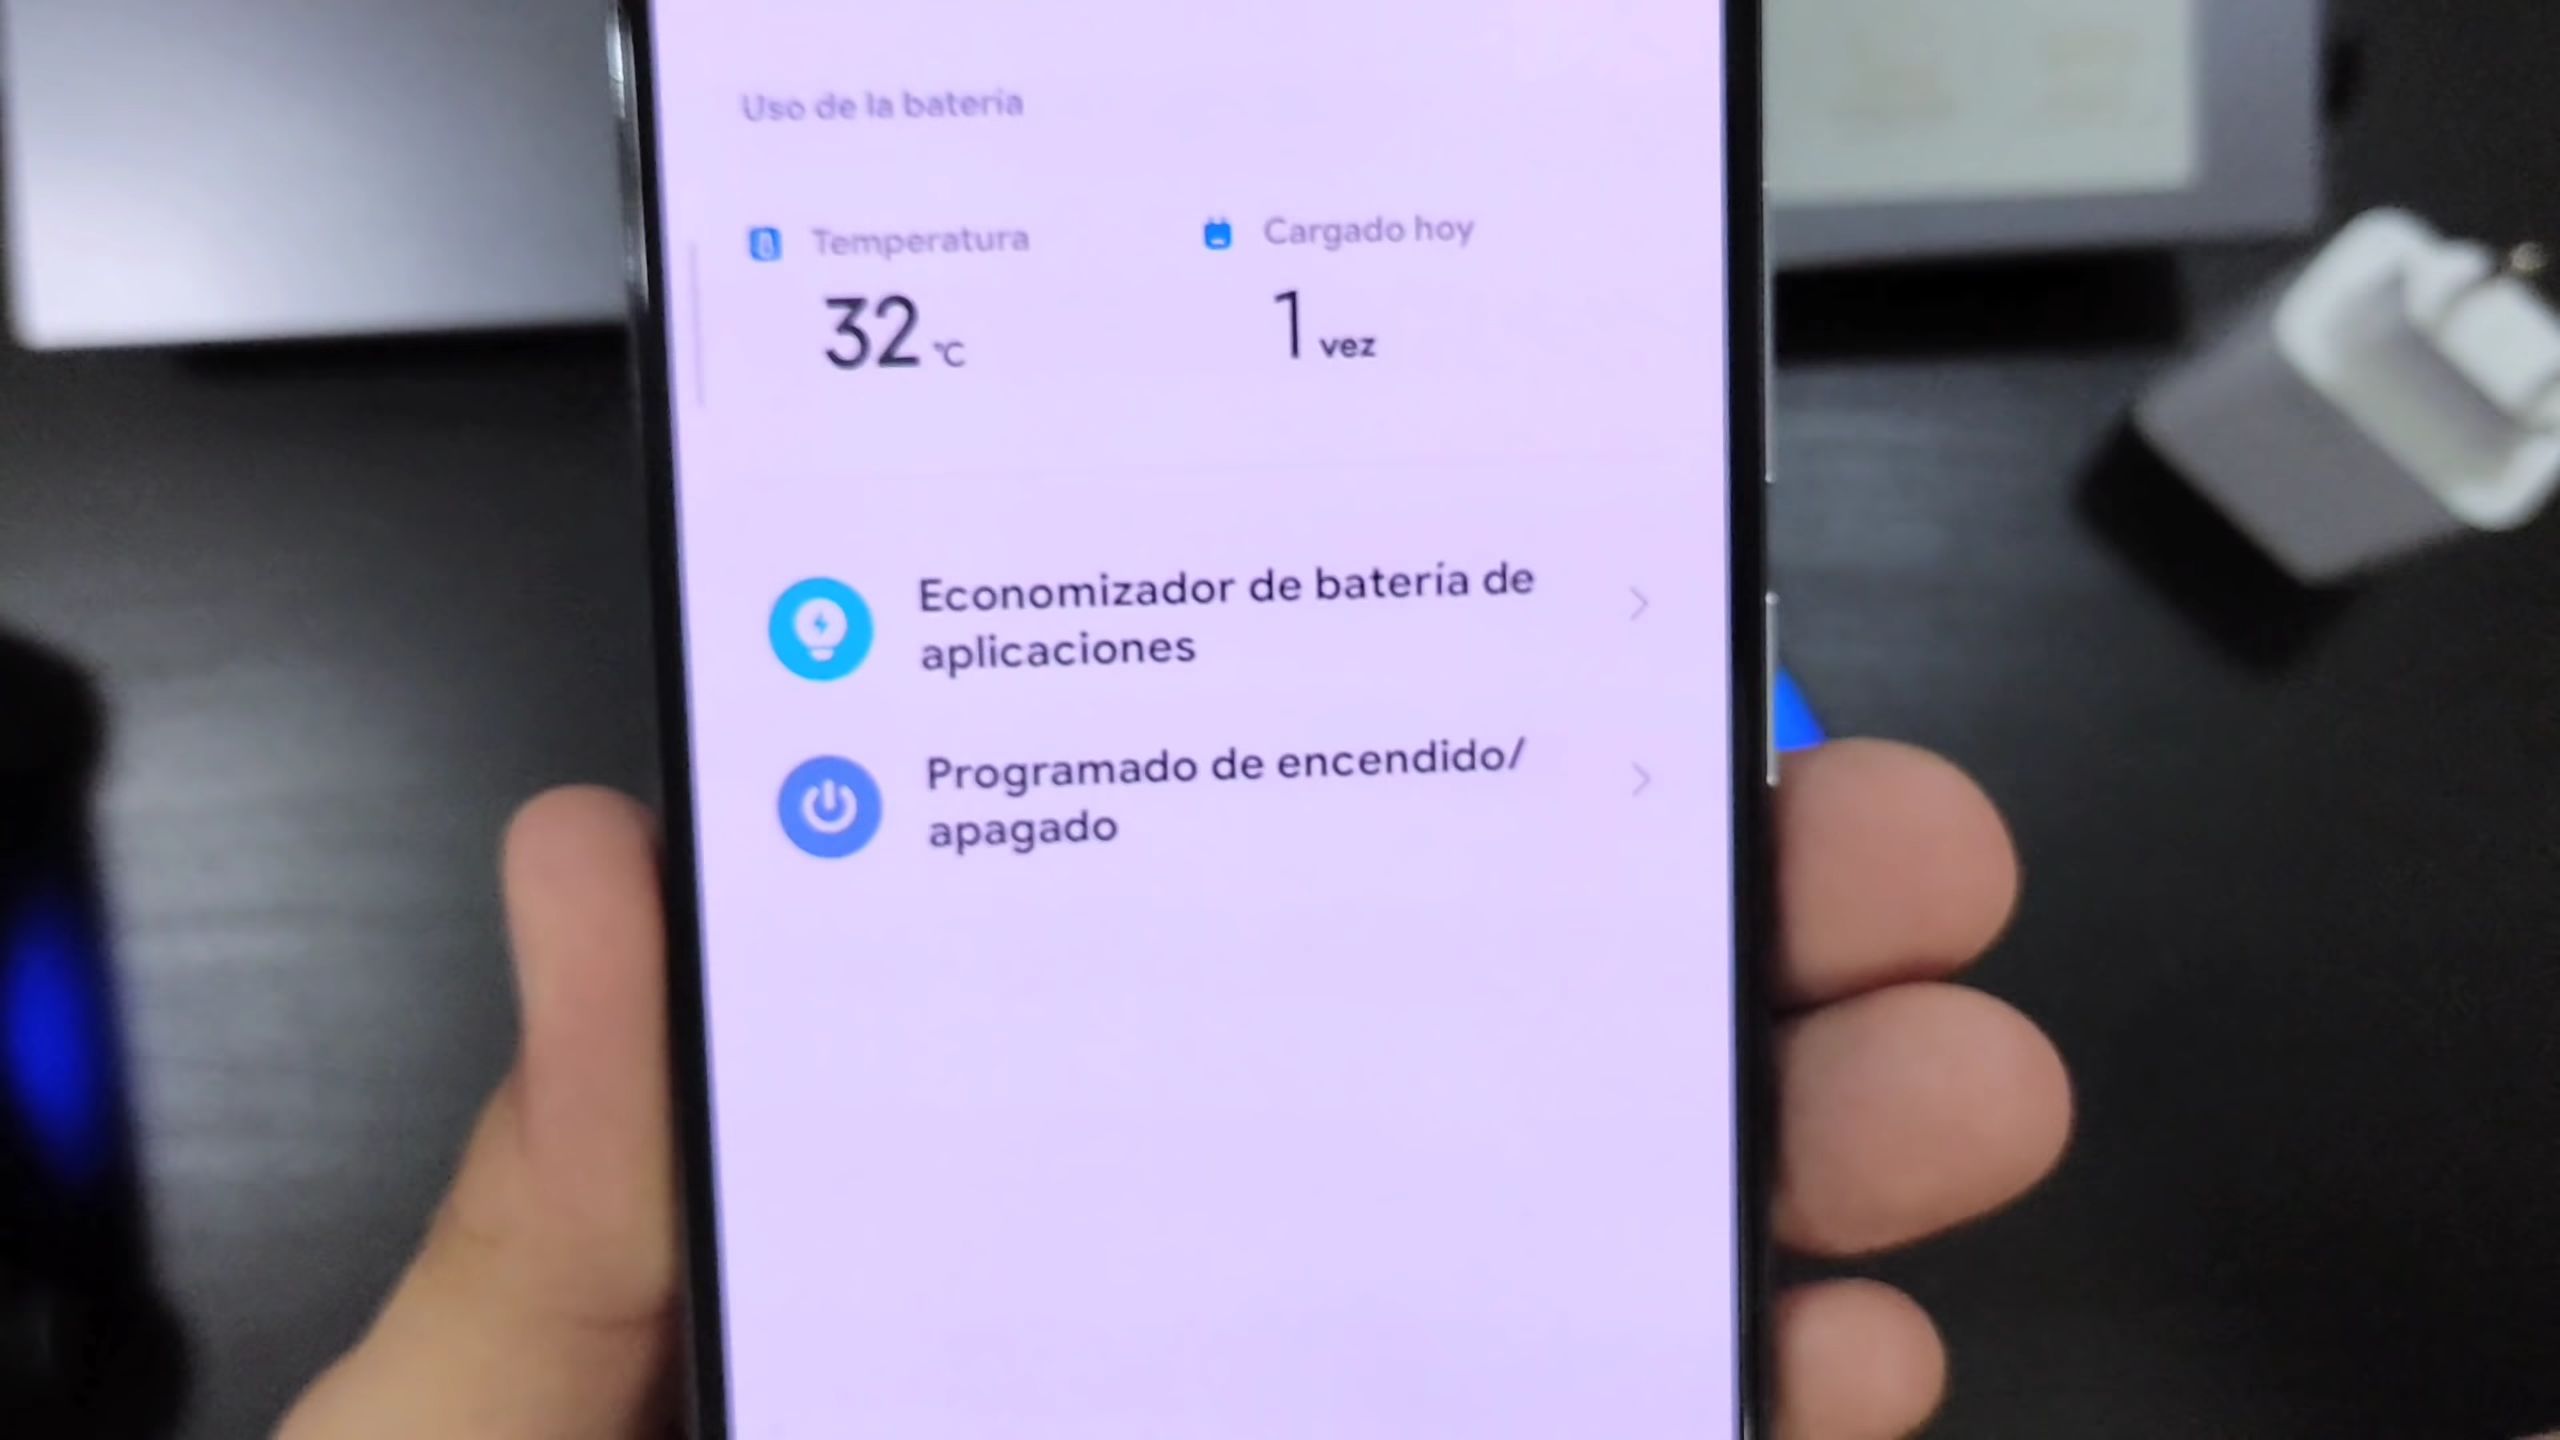 Uso de la batería
Temperatura
Cargado hoy
32 °C
1 vez
Economizador de batería de
aplicaciones
Programado de encendido/
apagado